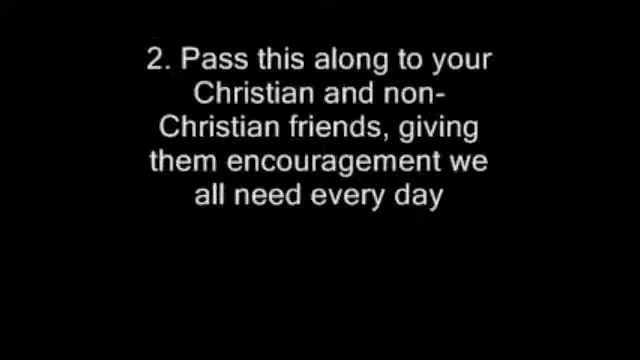 2. Pass this along to your
Christian and non-
Christian friends, giving
them encouragement we
all need every day